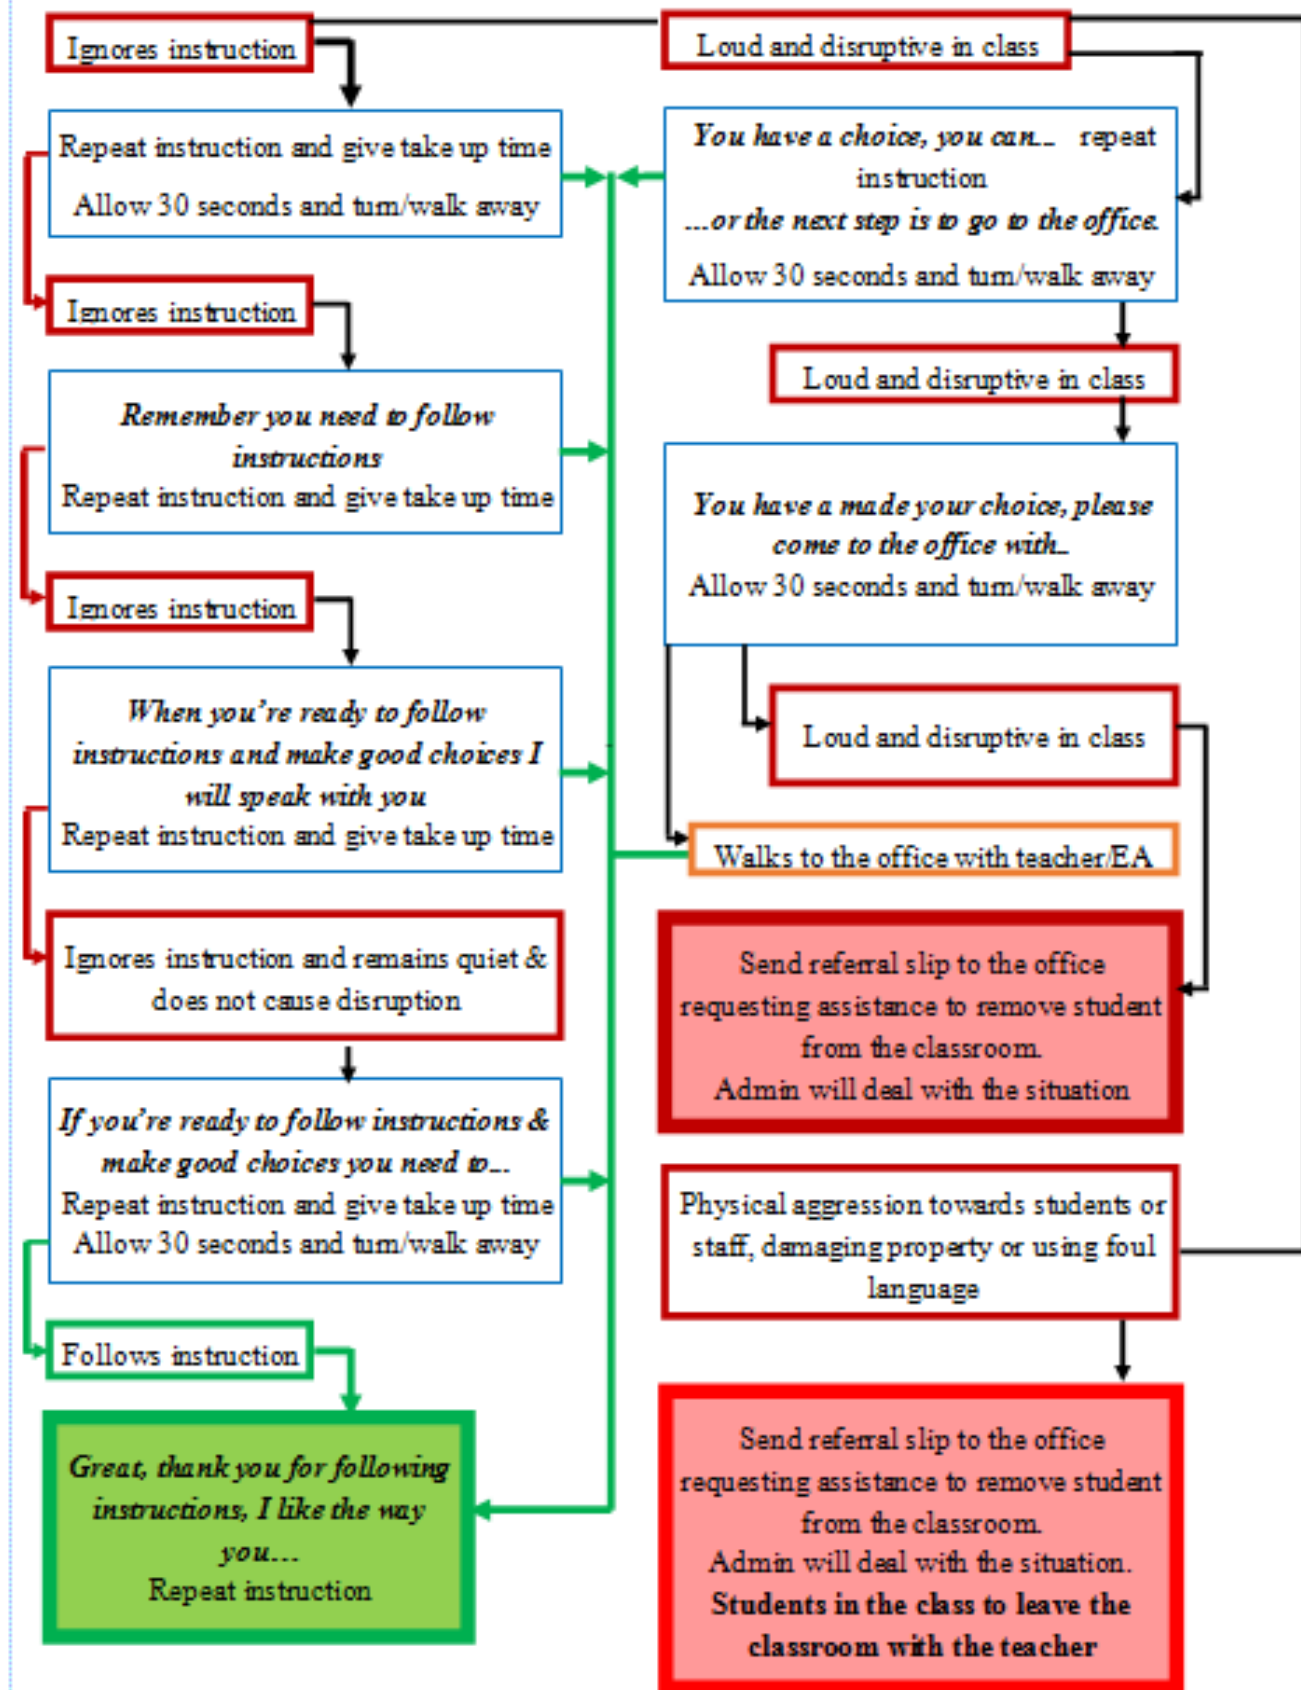 Ignores instruction
Repeat instruction and give take up time
Allow 30 seconds and turn/walk away
Ignores instruction
Remember you need to follow
instructions
Repeat instruction and give take up time
Ignores instruction
When you're ready to follow
instructions and make good choices I
will speak with you
Repeat instruction and give take up time
Ignores instruction and remains quiet &
does not cause disruption
If you're ready to follow instructions &
make good choices you need to...
Repeat instruction and give take up time
Allow 30 seconds and turn/walk away
Follows instruction
Great, thank you for following
instructions, I like the way
you...
Repeat instruction
Loud and disruptive in class
You have a choice, you can... repeat
instruction
...or the next step is to go to the office.
Allow 30 seconds and turn/walk away
Loud and disruptive in class
You have a made your choice, please
come to the office with..
Allow 30 seconds and turn/walk away
Loud and disruptive in class
Walks to the office with teacher/EA
Send referral slip to the office
requesting assistance to remove student
from the classroom.
Admin will deal with the situation
Physical aggression towards students or
staff, damaging property or using foul
language
Send referral slip to the office
requesting assistance to remove student
from the classroom.
Admin will deal with the situation.
Students in the class to leave the
classroom with the teacher